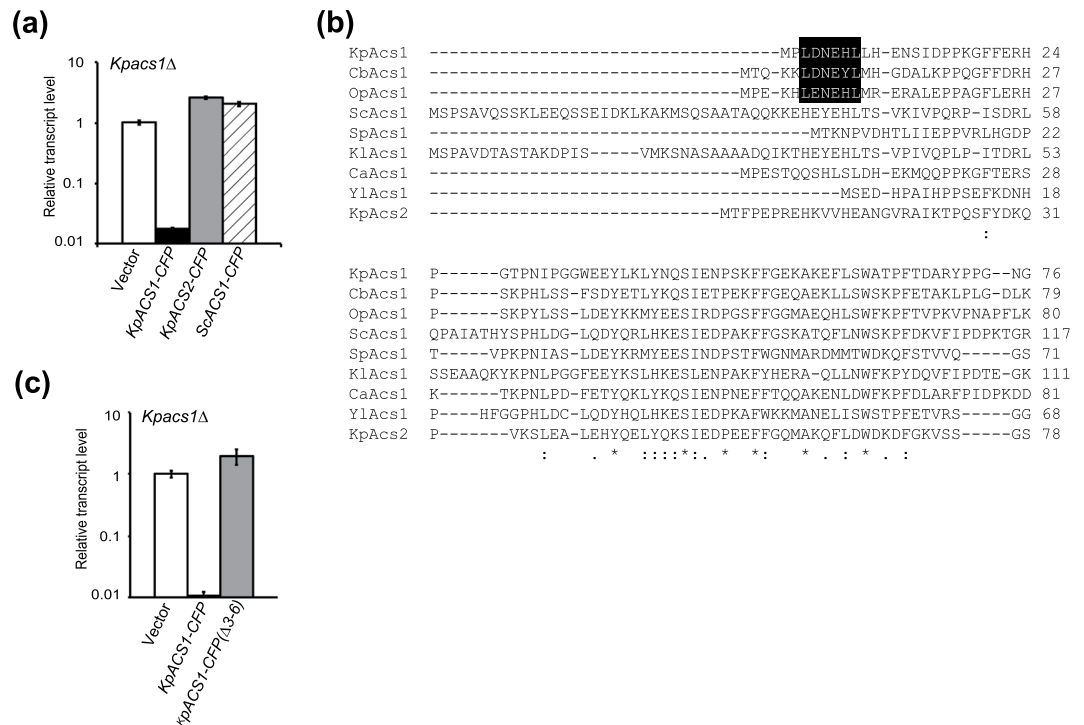 (a)
Kpacs1Δ
Relative transcript level
10
1
0.1
0.01
Vector
KpACS1-CFP
KpACS2-CFP
ScACS1-CFP
(b)
KpAcs1 -----------------------------------MPLDNEHLLH-ENSIDPPKGFFERH 24
CbAcs1 -------------------------------MTQ-KKLDNEYLMH-GDALKPPQGFFDTRH 27
OpAcs1 -------------------------------MPE-KHLENEHLMR-ERALEPPAGFLERH 27
ScAcs1 MSPSAVQSSKLEEQSSEIDKLKAKMSQSAATAQQKKEHEYEHLTS-VKIVPQRP-ISDRL 58
SpAcs1 --------------------------------------MTKNPVDHTLIIEPPVRLHGDP 22
KlAcs1 MSPAVDTASTAKDPIS-----VMKSNASAAAADQIKTHEYEHLTS-VPIVQPLP-ITDRL 53
CaAcs1 -------------------------------MPESTQQSHLSLDH-EKMQQPPKGFTERS 28
YlAcs1 -----------------------------------------MSED-HPAIHPPSEFKDNH 18
KpAcs2 -----------------------------MTFPEPREHKVVHEANGVRAIKTPQSFYDKQ 31
:
KpAcs1 P------GTPNIPGGWEEYLKLYNQSIENPSKFFGEKAKEFLSWATPFTDARYPPG--NG 76
CbAcs1 P------SKPHLSS-FSDYETLYKQSIETPEKFFGEQAEKLLSWSKPFETAKLPLG-DLK 79
OpAcs1 P------SKPYLSS-LDEYKKMYEESIRDPGSFFGGMAEQHLSWFKPFTVPKVPNAPFLK 80
ScAcs1 QPAIATHYSPHLDG-LQDYQRLHKESIEDPAKFFGSKATQFLNWSKPFDKVFIPDPKTGR 117
SpAcs1 T-----VPKPNIAS-LDEYKRMYEESINDPSTFWGNMARDMMTWDKQFSTVVQ-----GS 71
KlAcs1 SSEAAQKYKPNLPGGFEEYKSLHKESLENPAKFYHERA-QLLNWFKPYDQVFIPDTE-GK 111
CaAcs1 K------TKPNLPD-FETYQKLYKQSIENPNEFFTQQAKENLDWFKPFDLARFPIDPKDD 81
YlAcs1 P----HFGGPHLDC-LQDYHQLHKESIEDPKAFWKKMANELISWSTPFETVRS-----GG 68
KpAcs2 P-------VKSLEA-LEHYQELYQKSIEDPEEFFGQMAKQFLDWDKDFGKVSS-----GS 78
: . * ::::*:. * *: * . : * . :
(c)
Kpacs1Δ
Relative transcript level
10
1
0.1
0.01
Vector
KpACS1-CFP
KpACS1-CFP(Δ3-6)